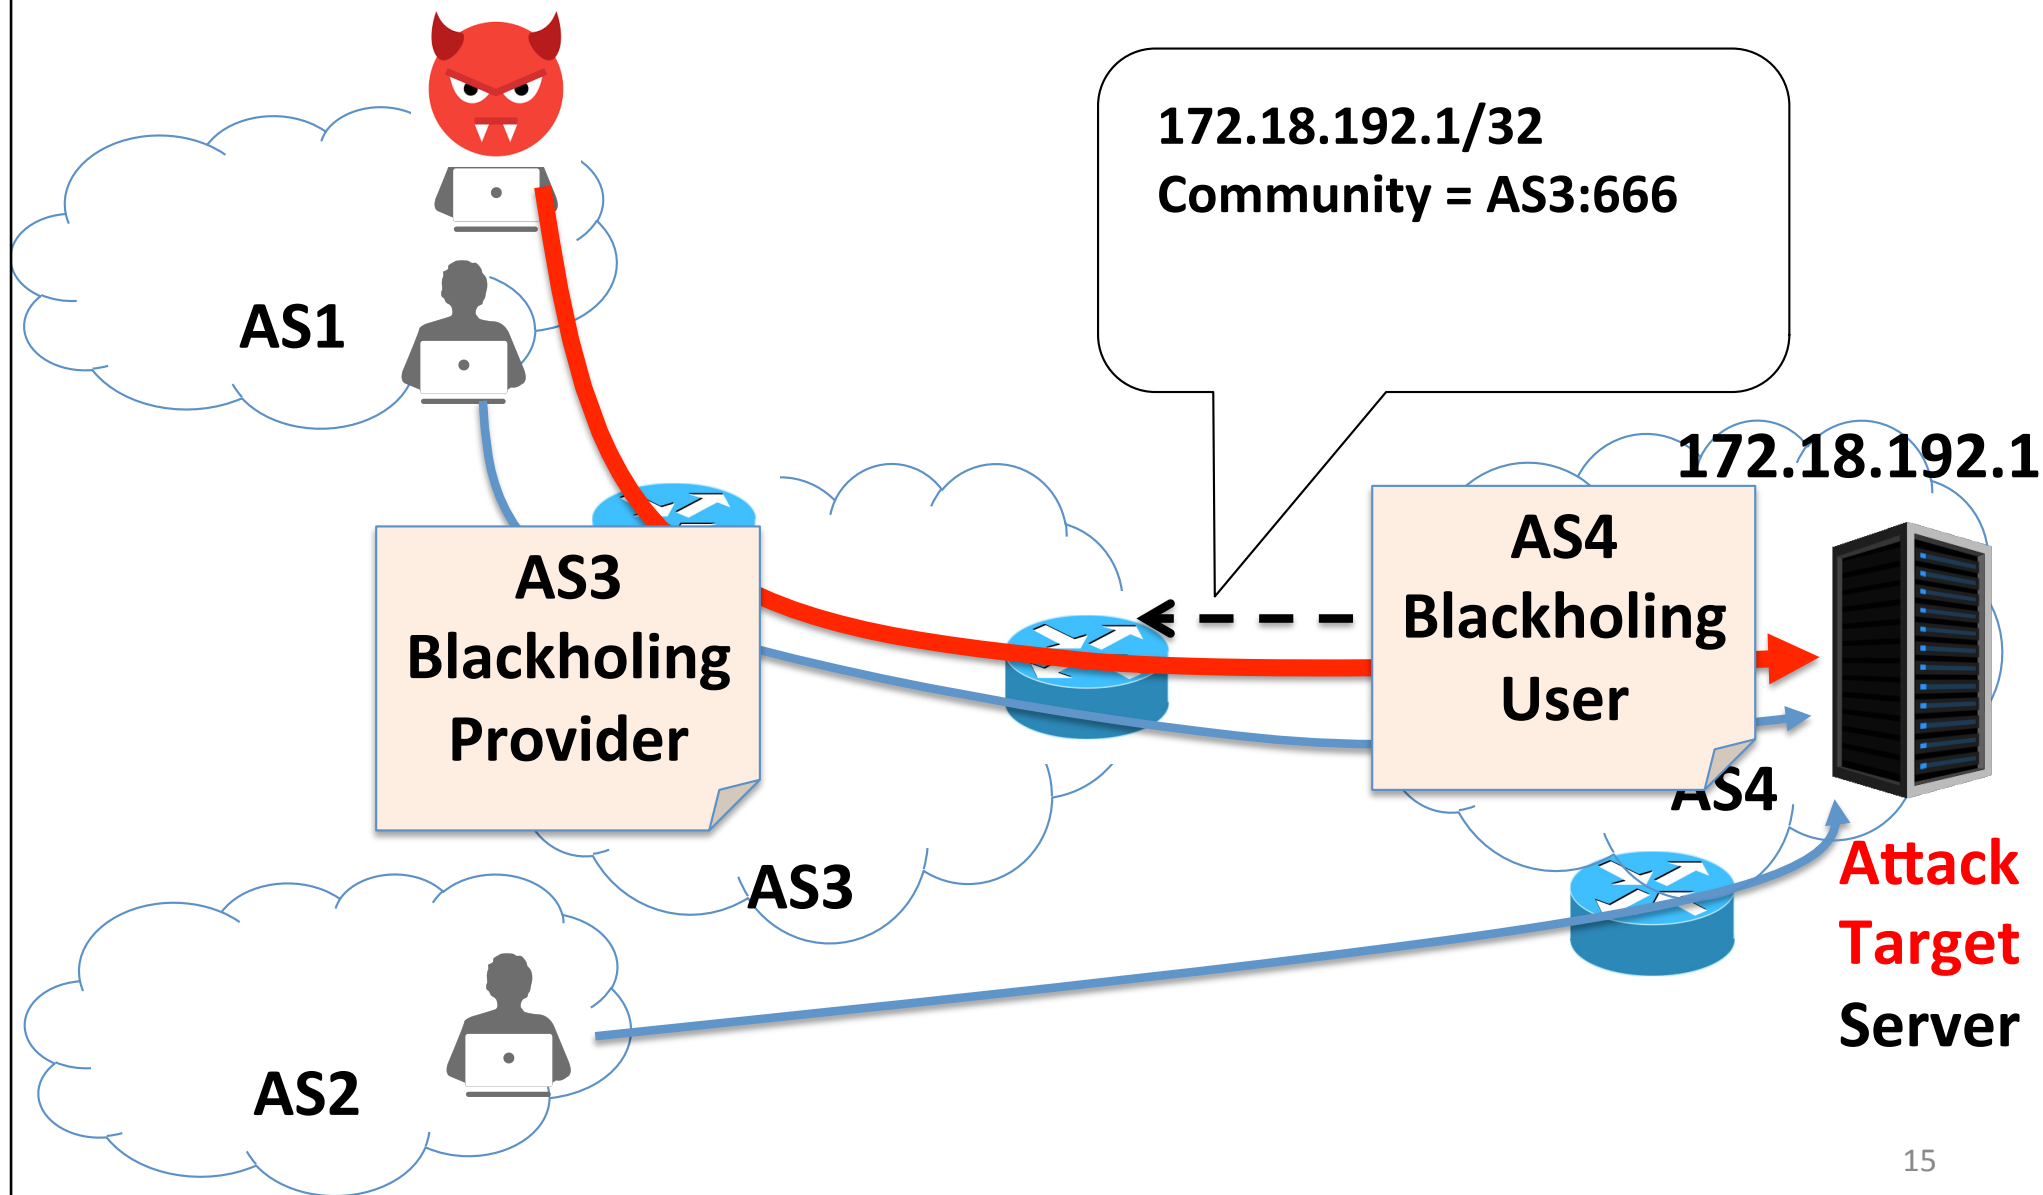 172.18.192.1/32
Community = AS3:666
AS1
172.18.192.1
AS3
Blackholing
Provider
AS4
Blackholing
User
AS4
AS3
Attack
Target
Server
AS2
15